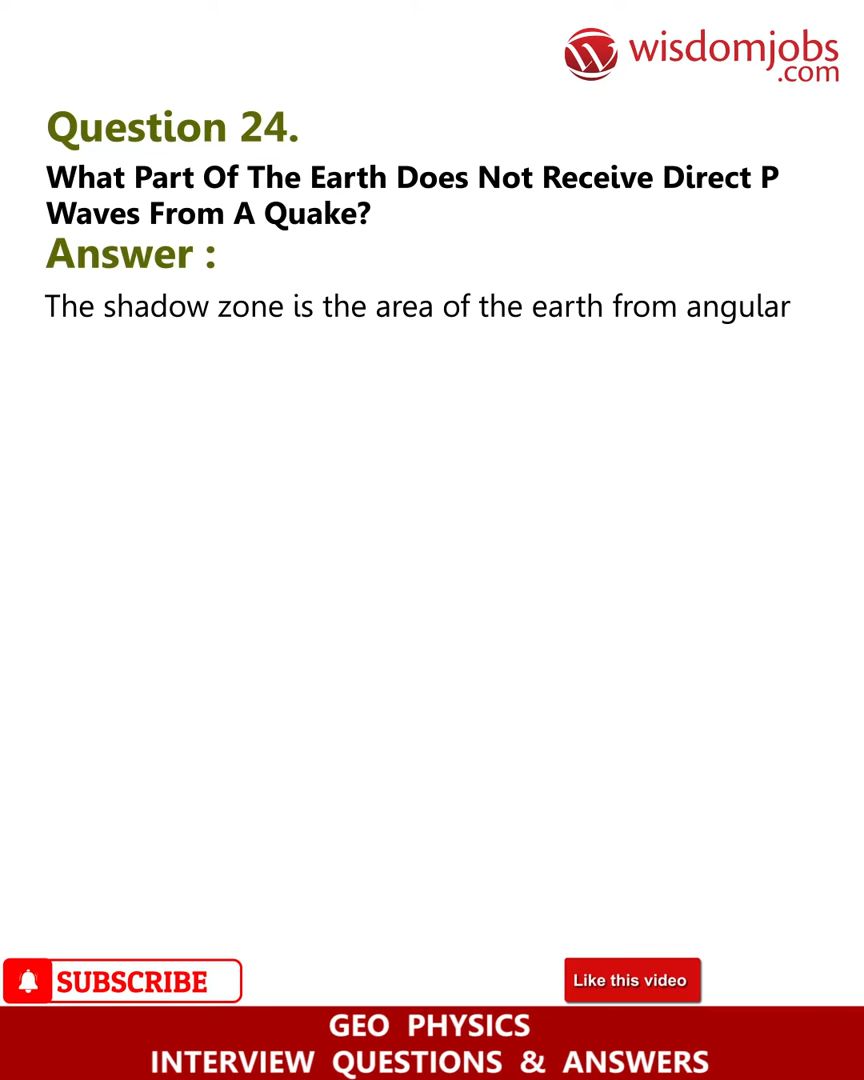 wisdomjobs
.com
Question 24.
What Part Of The Earth Does Not Receive Direct P
Waves From A Quake?
Answer :
The shadow zone is the area of the earth from angular
SUBSCRIBE
Like this video
GEO PHYSICS
INTERVIEW QUESTIONS & ANSWERS